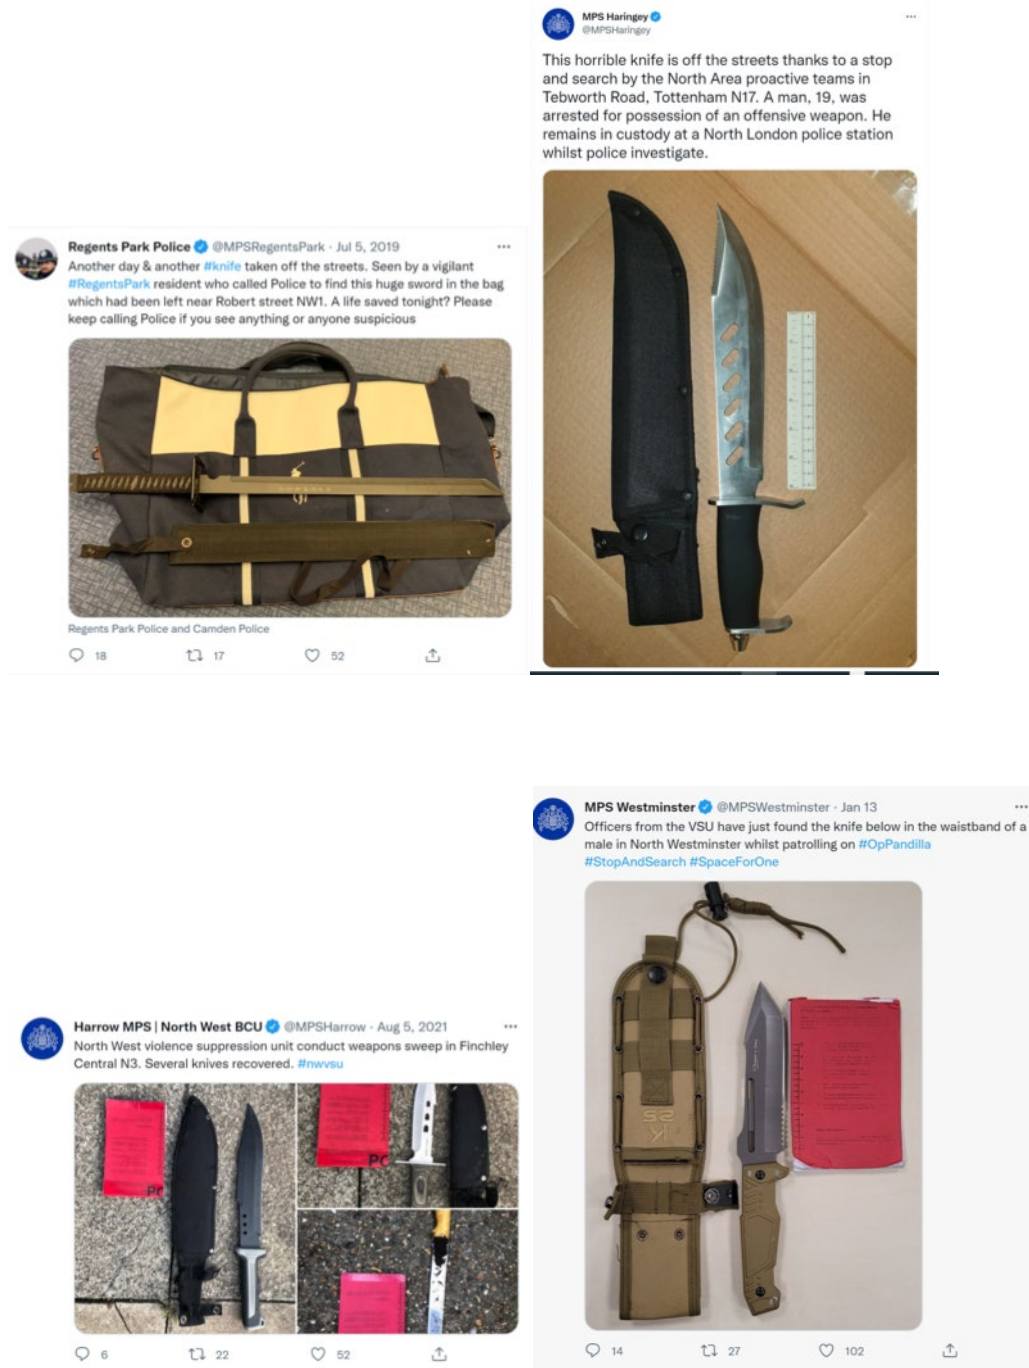 MPS Haringey
@MPSHaringey
This horrible knife is off the streets thanks to a stop
and search by the North Area proactive teams in
Tebworth Road, Tottenham N17. A man, 19, was
arrested for possession of an offensive weapon. He
remains in custody at a North London police station
whilst police investigate.
Regents Park Police @MPSRegentsPark · Jul 5, 2019
Another day & another #knife taken off the streets. Seen by a vigilant
#RegentsPark resident who called Police to find this huge sword in the bag
which had been left near Robert street NW1. A life saved tonight? Please
keep calling Police if you see anything or anyone suspicious
Regents Park Police and Camden Police
18 17 52
MPS Westminster @MPSWestminster · Jan 13
Officers from the VSU have just found the knife below in the waistband of a
male in North Westminster whilst patrolling on #OpPandilla
#StopAndSearch #SpaceForOne
14 27 102
Harrow MPS | North West BCU @MPSHarrow · Aug 5, 2021
North West violence suppression unit conduct weapons sweep in Finchley
Central N3. Several knives recovered. #nwvsu
PO
PO
6 22 52